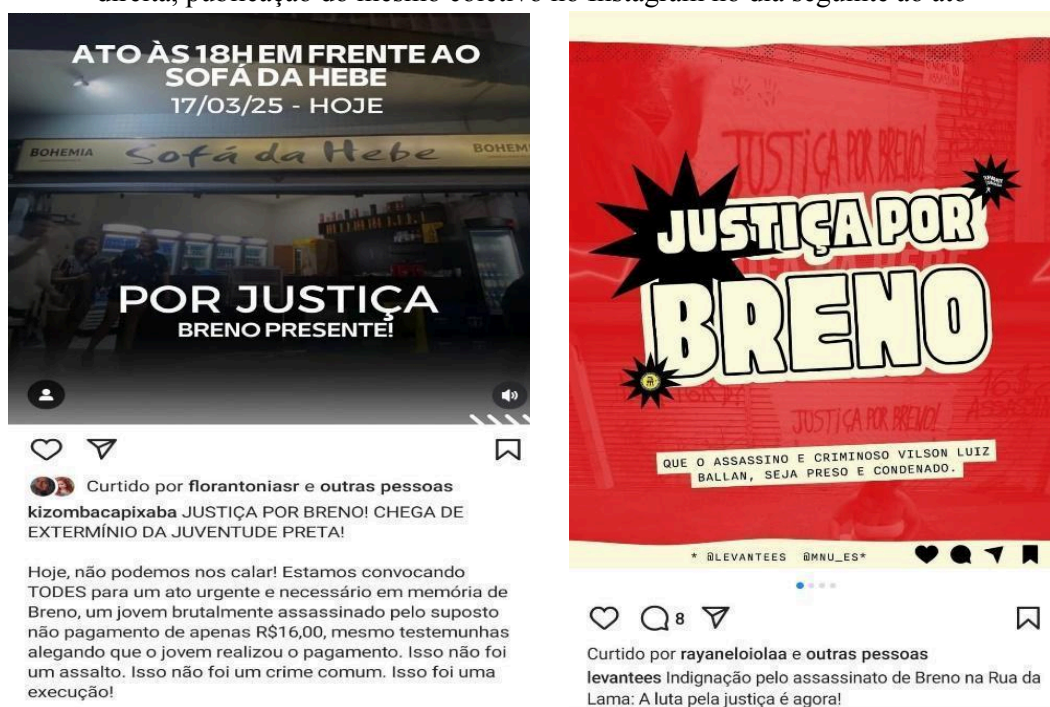 direita, publicação do mesmo coletivo no Instagram no dia seguinte ao ato
ATO ÀS 18H EM FRENTE AO
SOFÁ DA HEBE
17/03/25 - HOJE
BOHEMIA Sofá da Hebe BOHEM
POR JUSTIÇA
BRENO PRESENTE!
Curtido por florantoniasr e outras pessoas
kizombacapixaba JUSTIÇA POR BRENO! CHEGA DE
EXTERMÍNIO DA JUVENTUDE PRETA!
Hoje, não podemos nos calar! Estamos convocando
TODES para um ato urgente e necessário em memória de
Breno, um jovem brutalmente assassinado pelo suposto
não pagamento de apenas R$16,00, mesmo testemunhas
alegando que o jovem realizou o pagamento. Isso não foi
um assalto. Isso não foi um crime comum. Isso foi uma
execução!
JUSTIÇA POR BRENO!
JUSTIÇA POR
BRENO
16$
JUSTIÇA POR BRENO!
QUE O ASSASSINO E CRIMINOSO VILSON LUIZ
BALLAN, SEJA PRESO E CONDENADO.
* @LEVANTEES @MNU_ES*
8
Curtido por rayaneloiolaa e outras pessoas
levantees Indignação pelo assassinato de Breno na Rua da
Lama: A luta pela justiça é agora!